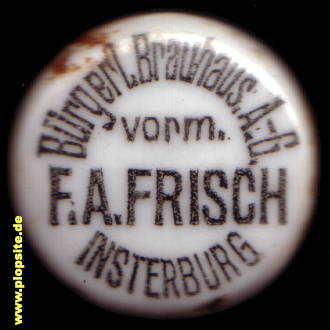 Bürgerl. Brauhaus A.-G.
vorm.
F.A. FRISCH
INSTERBURG
www.plopsite.de